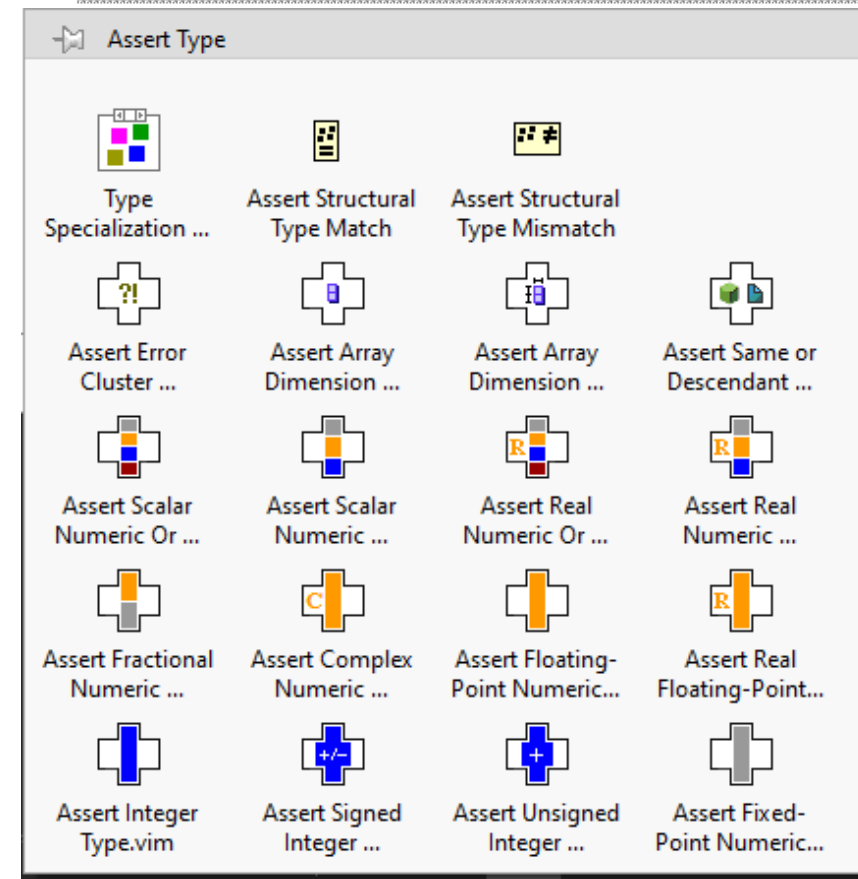 Assert Type
Type
Specialization ...
Assert Structural
Type Match
Assert Structural
Type Mismatch
?!
Assert Error
Cluster ...
Assert Array
Dimension ...
Assert Array
Dimension ...
Assert Same or
Descendant ...
Assert Scalar
Numeric Or ...
Assert Scalar
Numeric ...
R
Assert Real
Numeric Or ...
R
Assert Real
Numeric ...
Assert Fractional
Numeric ...
C
Assert Complex
Numeric ...
Assert Floating-
Point Numeric...
R
Assert Real
Floating-Point...
Assert Integer
Type.vim
+/-
Assert Signed
Integer ...
+
Assert Unsigned
Integer ...
Assert Fixed-
Point Numeric...